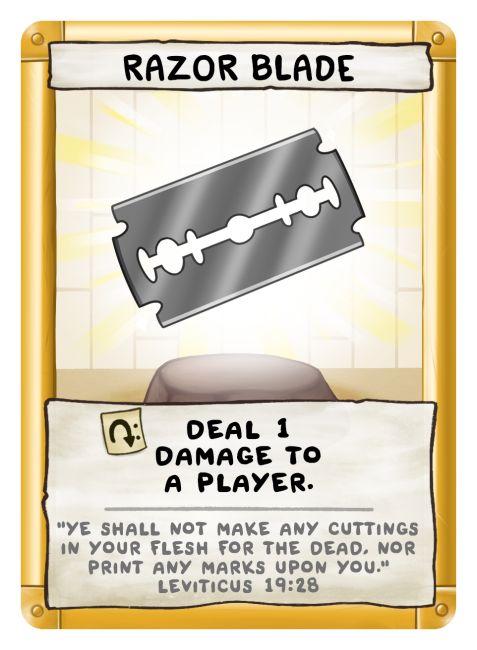 RAZOR BLADE
DEAL 1
DAMAGE TO
A PLAYER.
"YE SHALL NOT MAKE ANY CUTTINGS
IN YOUR FLESH FOR THE DEAD, NOR
PRINT ANY MARKS UPON YOU."
LEVITICUS 19:28